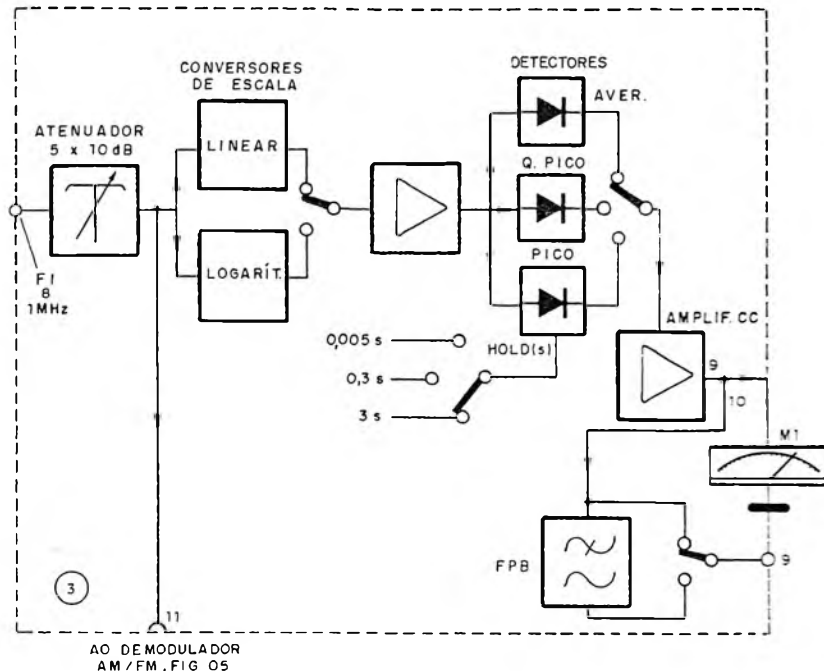 CONVERSORES
DE ESCALA
DETECTORES
AVER.
ATENUADOR
5 x 10 dB
LINEAR
Q. PICO
LOGARÍT.
PICO
FI
8
1MHz
0,005 s
HOLD(s)
AMPLIF. CC
0,3 s
9
10
3 s
M1
FPB
9
3
11
AO DEMODULADOR
AM/FM, FIG 05